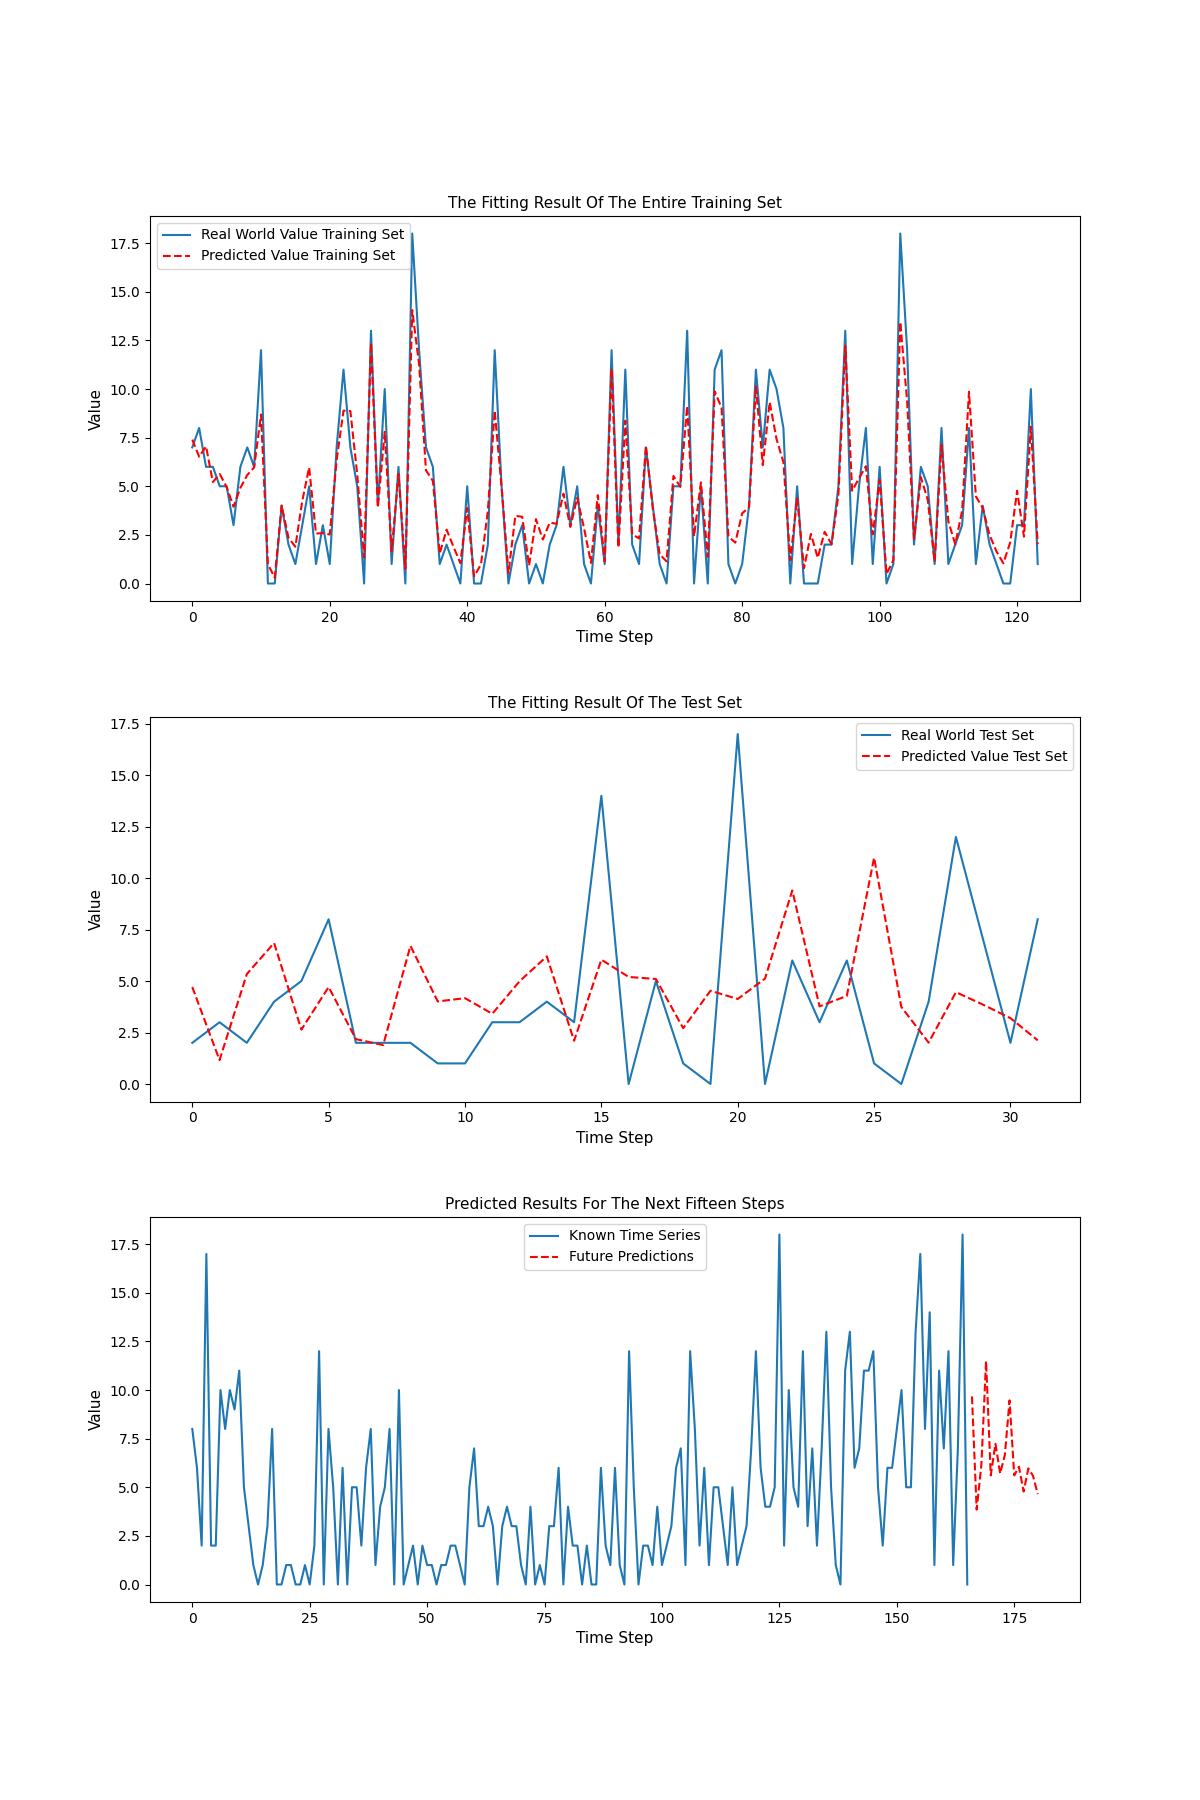 The Fitting Result Of The Entire Training Set
Real World Value Training Set
Predicted Value Training Set
Value
17.5
15.0
12.5
10.0
7.5
5.0
2.5
0.0
0 20 40 60 80 100 120
Time Step
The Fitting Result Of The Test Set
Real World Test Set
Predicted Value Test Set
Value
17.5
15.0
12.5
10.0
7.5
5.0
2.5
0.0
0 5 10 15 20 25 30
Time Step
Predicted Results For The Next Fifteen Steps
Known Time Series
Future Predictions
Value
17.5
15.0
12.5
10.0
7.5
5.0
2.5
0.0
0 25 50 75 100 125 150 175
Time Step